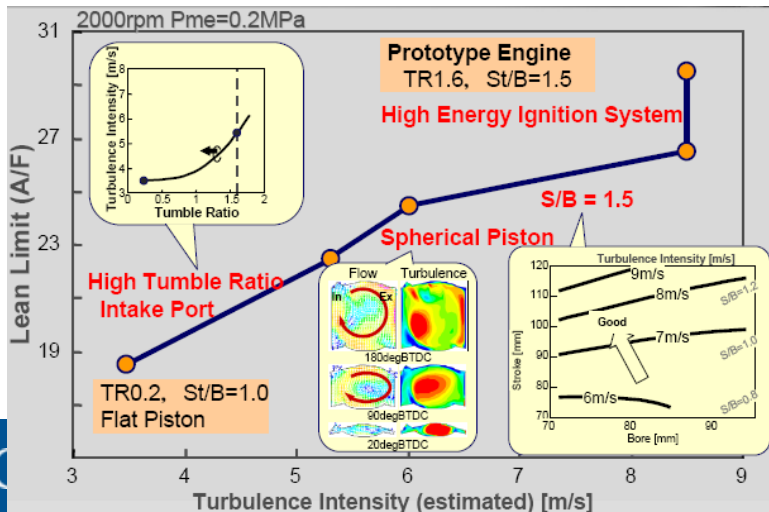 2000rpm Pme=0.2MPa
31
27
23
19
Lean Limit (A/F)
3 4 5 6 7 8 9
Turbulence Intensity (estimated) [m/s]
Turbulence Intensity [m/s]
8
7
6
5
4
3
0 0.5 1 1.5 2
Tumble Ratio
Prototype Engine
TR1.6, St/B=1.5
High Energy Ignition System
S/B = 1.5
Spherical Piston
High Tumble Ratio
Intake Port
TR0.2, St/B=1.0
Flat Piston
Flow Turbulence
In Ex
180degBTDC
90degBTDC
20degBTDC
Turbulence Intensity [m/s]
120
110
100
90
80
70
Stroke [mm]
9m/s
8m/s
S/B=1.2
Good
7m/s
S/B=1.0
6m/s
S/B=0.8
70 80 90
Bore [mm]